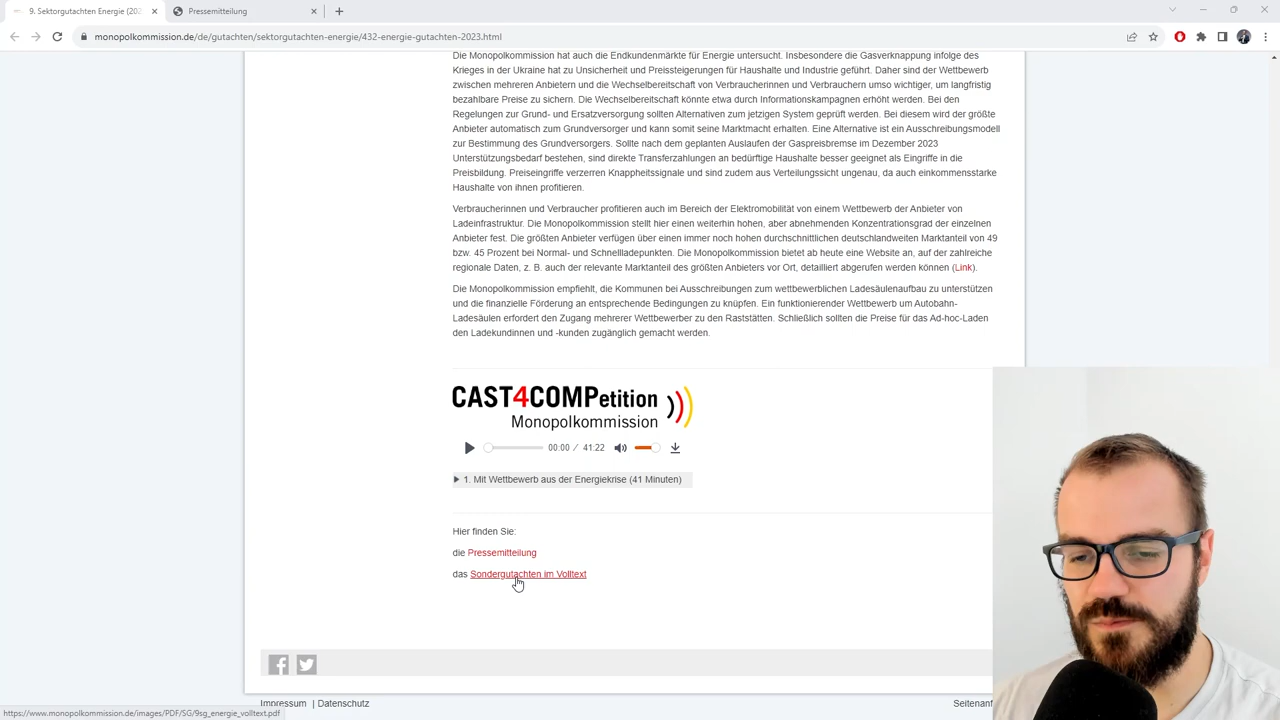 9. Sektorgutachten Energie (202
Pressemitteilung
monopolkommission.de/de/gutachten/sektorgutachten-energie/432-energie-gutachten-2023.html
Die Monopolkommission hat auch die Endkundenmärkte für Energie untersucht. Insbesondere die Gasverknappung infolge des
Krieges in der Ukraine hat zu Unsicherheit und Preissteigerungen für Haushalte und Industrie geführt. Daher sind der Wettbewerb
zwischen mehreren Anbietern und die Wechselbereitschaft von Verbraucherinnen und Verbrauchern umso wichtiger, um langfristig
bezahlbare Preise zu sichern. Die Wechselbereitschaft könnte etwa durch Informationskampagnen erhöht werden. Bei den
Regelungen zur Grund- und Ersatzversorgung sollten Alternativen zum jetzigen System geprüft werden. Bei diesem wird der größte
Anbieter automatisch zum Grundversorger und kann somit seine Marktmacht erhalten. Eine Alternative ist ein Ausschreibungsmodell
zur Bestimmung des Grundversorgers. Sollte nach dem geplanten Auslaufen der Gaspreisbremse im Dezember 2023
Unterstützungsbedarf bestehen, sind direkte Transferzahlungen an bedürftige Haushalte besser geeignet als Eingriffe in die
Preisbildung. Preiseingriffe verzerren Knappheitssignale und sind zudem aus Verteilungssicht ungenau, da auch einkommensstarke
Haushalte von ihnen profitieren.
Verbraucherinnen und Verbraucher profitieren auch im Bereich der Elektromobilität von einem Wettbewerb der Anbieter von
Ladeinfrastruktur. Die Monopolkommission stellt hier einen weiterhin hohen, aber abnehmenden Konzentrationsgrad der einzelnen
Anbieter fest. Die größten Anbieter verfügen über einen immer noch hohen durchschnittlichen deutschlandweiten Marktanteil von 49
bzw. 45 Prozent bei Normal- und Schnellladepunkten. Die Monopolkommission bietet ab heute eine Website an, auf der zahlreiche
regionale Daten, z. B. auch der relevante Marktanteil des größten Anbieters vor Ort, detailliert abgerufen werden können (Link).
Die Monopolkommission empfiehlt, die Kommunen bei Ausschreibungen zum wettbewerblichen Ladesäulenaufbau zu unterstützen
und die finanzielle Förderung an entsprechende Bedingungen zu knüpfen. Ein funktionierender Wettbewerb um Autobahn-
Ladesäulen erfordert den Zugang mehrerer Wettbewerber zu den Raststätten. Schließlich sollten die Preise für das Ad-hoc-Laden
den Ladekundinnen und -kunden zugänglich gemacht werden.
CAST4COMPetition
Monopolkommission
00:00 / 41:22
1. Mit Wettbewerb aus der Energiekrise (41 Minuten)
Hier finden Sie:
die Pressemitteilung
das Sondergutachten im Volltext
Impressum | Datenschutz
Seitenanf
https://www.monopolkommission.de/images/PDF/SG/9sg_energie_volltext.pdf